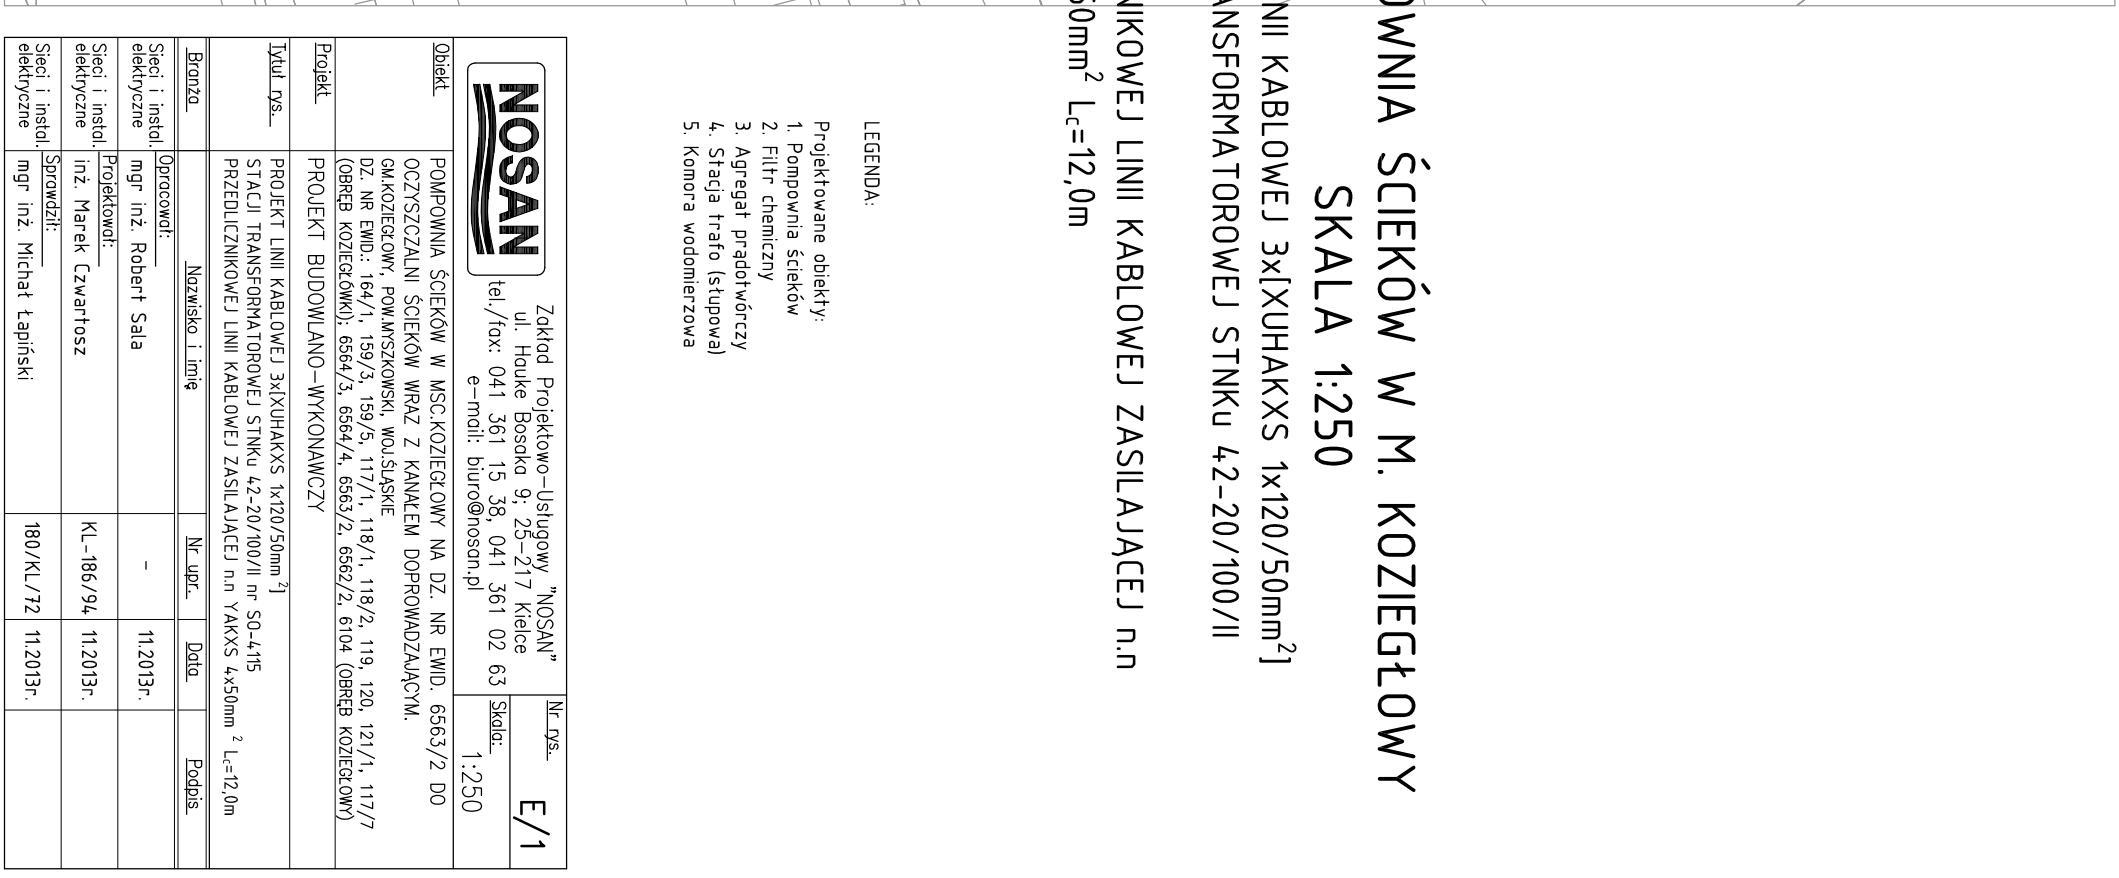 OWNIA ŚCIEKÓW W M. KOZIEGŁOWY
SKALA 1:250
NII KABLOWEJ 3x[XUHAKXS 1x120/50mm²]
ANSFORMATOROWEJ STNKu 42-20/100/II
NIKOWEJ LINII KABLOWEJ ZASILAJĄCEJ n.n
50mm² Lc=12,0m
LEGENDA:
Projektowane obiekty:
1. Pompownia ścieków
2. Filtr chemiczny
3. Agregat prądotwórczy
4. Stacja trafo (słupowa)
5. Komora wodomierzowa
NOSAN
Zakład Projektowo-Usługowy "NOSAN"
ul. Hauke Bosaka 9; 25-217 Kielce
tel./fax: 041 361 15 38, 041 361 02 63
e-mail: biuro@nosan.pl
Nr rys.
E/1
Skala:
1:250
Obiekt
POMPOWNIA ŚCIEKÓW W MSC.KOZIEGŁOWY NA DZ. NR EWID. 6563/2 DO
OCZYSZCZALNI ŚCIEKÓW WRAZ Z KANAŁEM DOPROWADZAJĄCYM.
GM.KOZIEGŁOWY, POW.MYSZKOWSKI, WOJ.ŚLĄSKIE
DZ. NR EWID.: 164/1, 159/3, 159/5, 117/1, 118/1, 118/2, 119, 120, 121/1, 117/7
(OBRĘB KOZIEGŁÓWKI); 6564/3, 6564/4, 6563/2, 6562/2, 6104 (OBRĘB KOZIEGŁOWY)
Projekt
PROJEKT BUDOWLANO-WYKONAWCZY
Tytuł rys.
PROJEKT LINII KABLOWEJ 3x[XUHAKXS 1x120/50mm²]
STACJI TRANSFORMATOROWEJ STNKu 42-20/100/II nr SO-4115
PRZEDLICZNIKOWEJ LINII KABLOWEJ ZASILAJĄCEJ n.n YAKXS 4x50mm² Lc=12,0m
Branża Nazwisko i imię Nr upr. Data Podpis
Sieci i instal. elektryczne Opracował: mgr inż. Robert Sala - 11.2013r.
Sieci i instal. elektryczne Projektował: inż. Marek Czwartosz KL-186/94 11.2013r.
Sieci i instal. elektryczne Sprawdził: mgr inż. Michał Łapiński 180/KL/72 11.2013r.